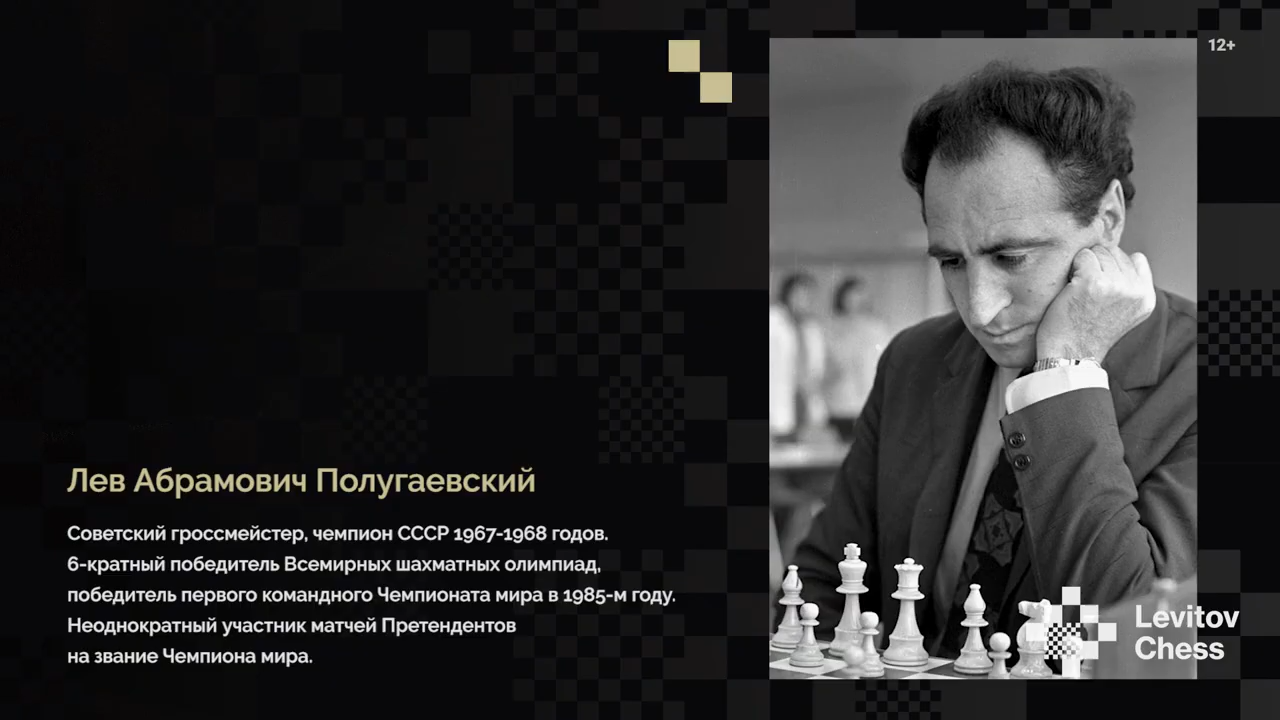 12+
Лев Абрамович Полугаевский
Советский гроссмейстер, чемпион СССР 1967-1968 годов.
6-кратный победитель Всемирных шахматных олимпиад,
победитель первого командного Чемпионата мира в 1985-м году.
Неоднократный участник матчей Претендентов
на звание Чемпиона мира.
Levitov
Chess